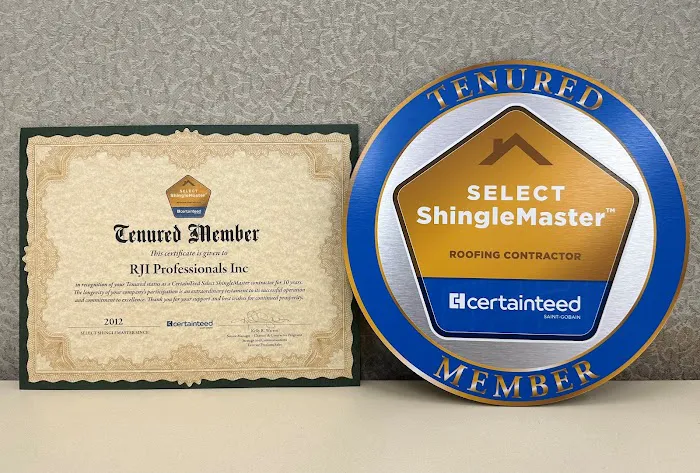 SELECT
ShingleMaster
certainteed
Tenured Member
This certificate is given to
RJI Professionals Inc
in recognition of your Tenured status as a CertainTeed Select ShingleMaster contractor for 10 years.
The longevity of your company's participation is an extraordinary testament to its successful operation
and commitment to excellence. Thank you for your support and best wishes for continued prosperity.
2012
SELECT SHINGLEMASTER SINCE
certainteed
SAINT-GOBAIN
TENURED
SELECT
ShingleMaster™
ROOFING CONTRACTOR
certainteed
SAINT-GOBAIN
MEMBER